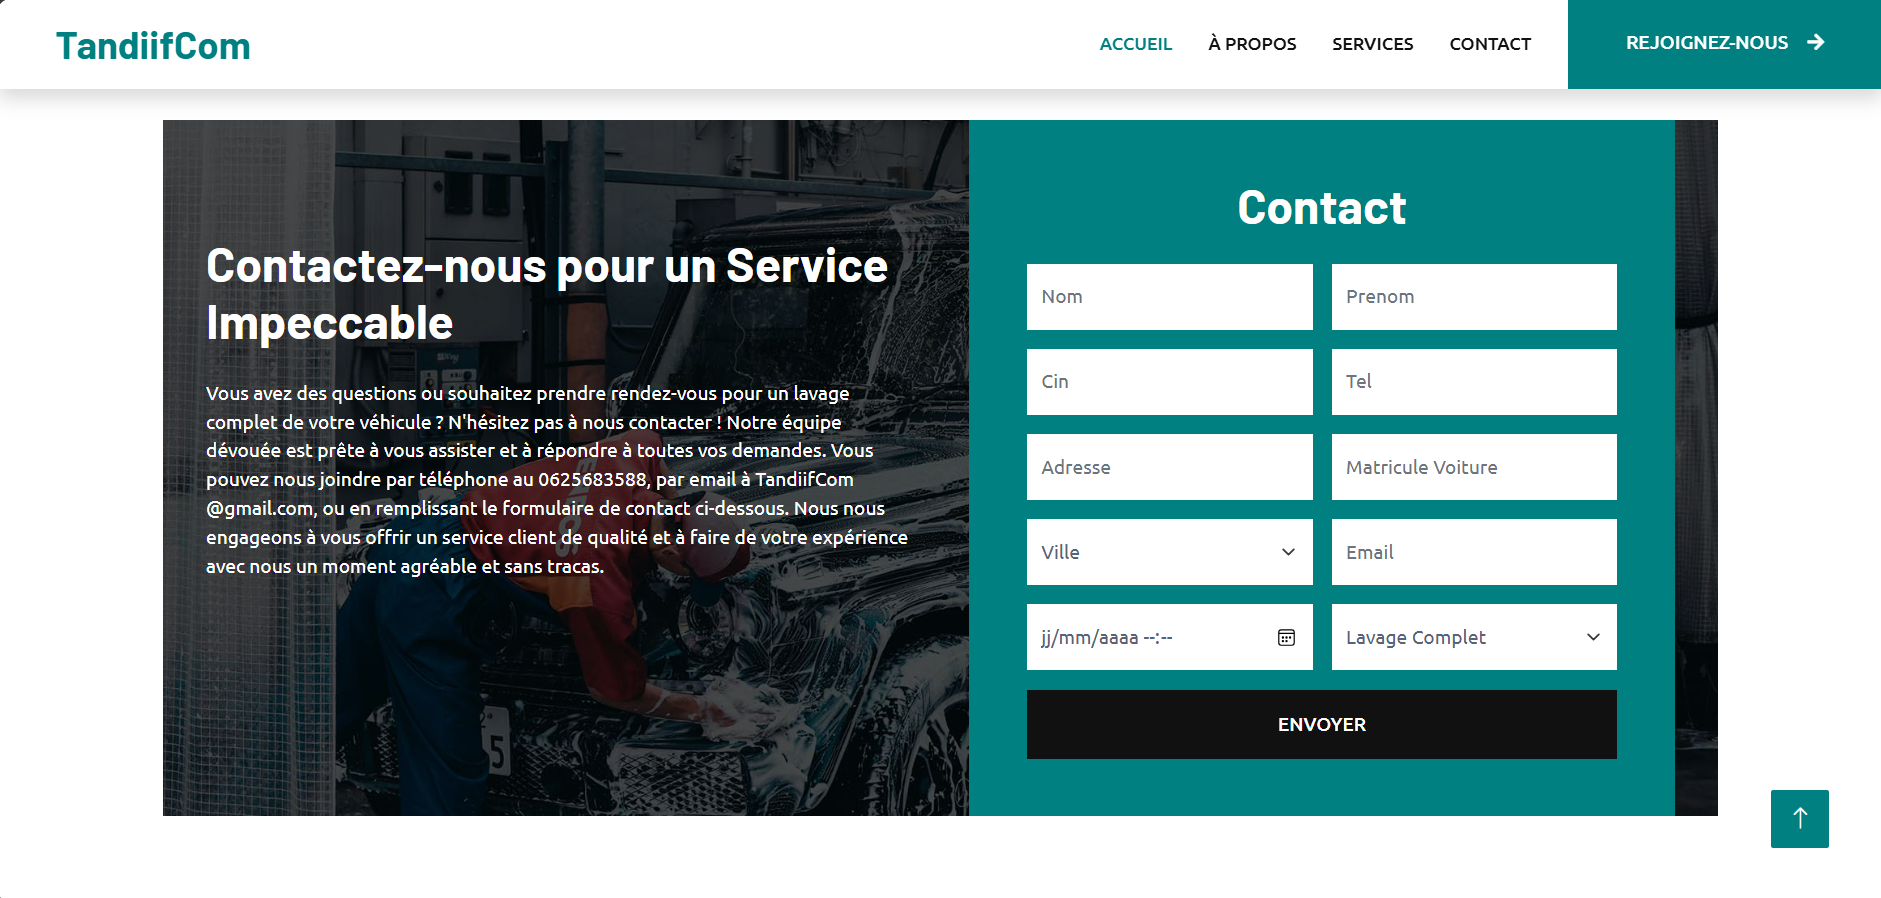 TandiifCom
ACCUEIL
À PROPOS
SERVICES
CONTACT
REJOIGNEZ-NOUS
Contactez-nous pour un Service
Impeccable
Vous avez des questions ou souhaitez prendre rendez-vous pour un lavage
complet de votre véhicule ? N'hésitez pas à nous contacter ! Notre équipe
dévouée est prête à vous assister et à répondre à toutes vos demandes. Vous
pouvez nous joindre par téléphone au 0625683588, par email à TandiifCom
@gmail.com, ou en remplissant le formulaire de contact ci-dessous. Nous nous
engageons à vous offrir un service client de qualité et à faire de votre expérience
avec nous un moment agréable et sans tracas.
Contact
Nom
Prenom
Cin
Tel
Adresse
Matricule Voiture
Ville
Email
jj/mm/aaaa --:--
Lavage Complet
ENVOYER